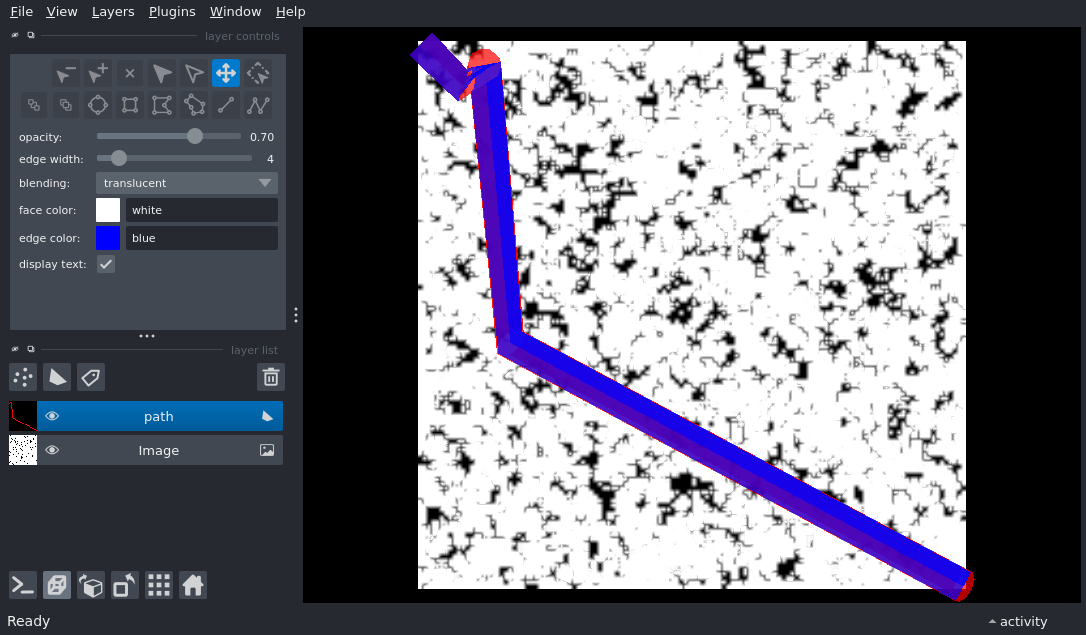 File View Layers Plugins Window Help
layer controls
opacity: 0.70
edge width: 4
blending: translucent
face color: white
edge color: blue
display text:
layer list
path
Image
Ready activity